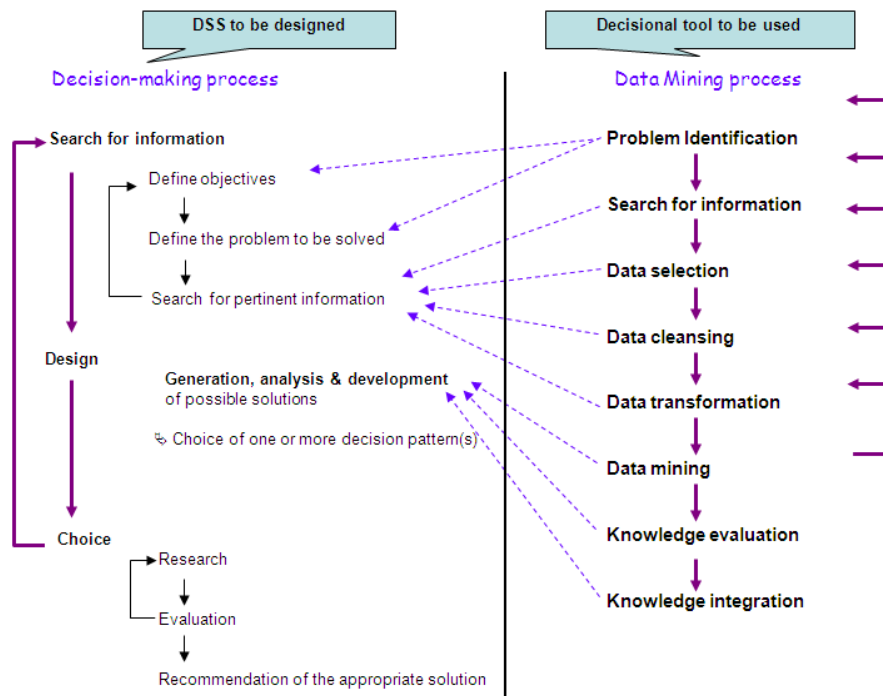 DSS to be designed
Decision-making process
Search for information
Define objectives
Define the problem to be solved
Search for pertinent information
Design
Generation, analysis & development
of possible solutions
Choice of one or more decision pattern(s)
Choice
Research
Evaluation
Recommendation of the appropriate solution
Decisional tool to be used
Data Mining process
Problem Identification
Search for information
Data selection
Data cleansing
Data transformation
Data mining
Knowledge evaluation
Knowledge integration